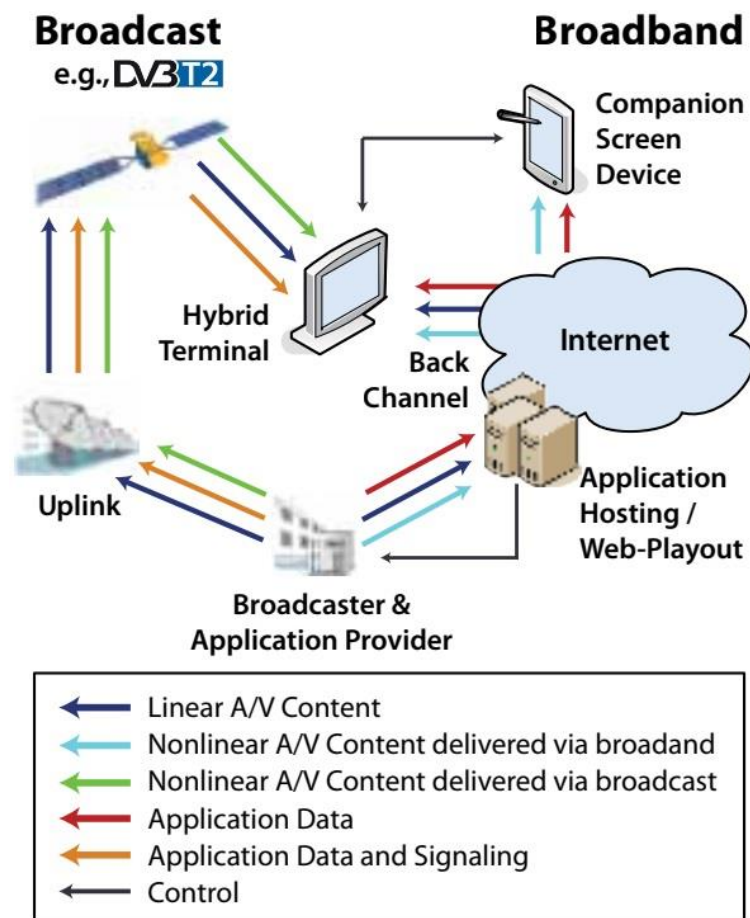 Broadcast
e.g., DVB T2
Broadband
Companion
Screen
Device
Hybrid
Terminal
Internet
Back
Channel
Uplink
Application
Hosting /
Web-Playout
Broadcaster &
Application Provider
Linear A/V Content
Nonlinear A/V Content delivered via broadand
Nonlinear A/V Content delivered via broadcast
Application Data
Application Data and Signaling
Control